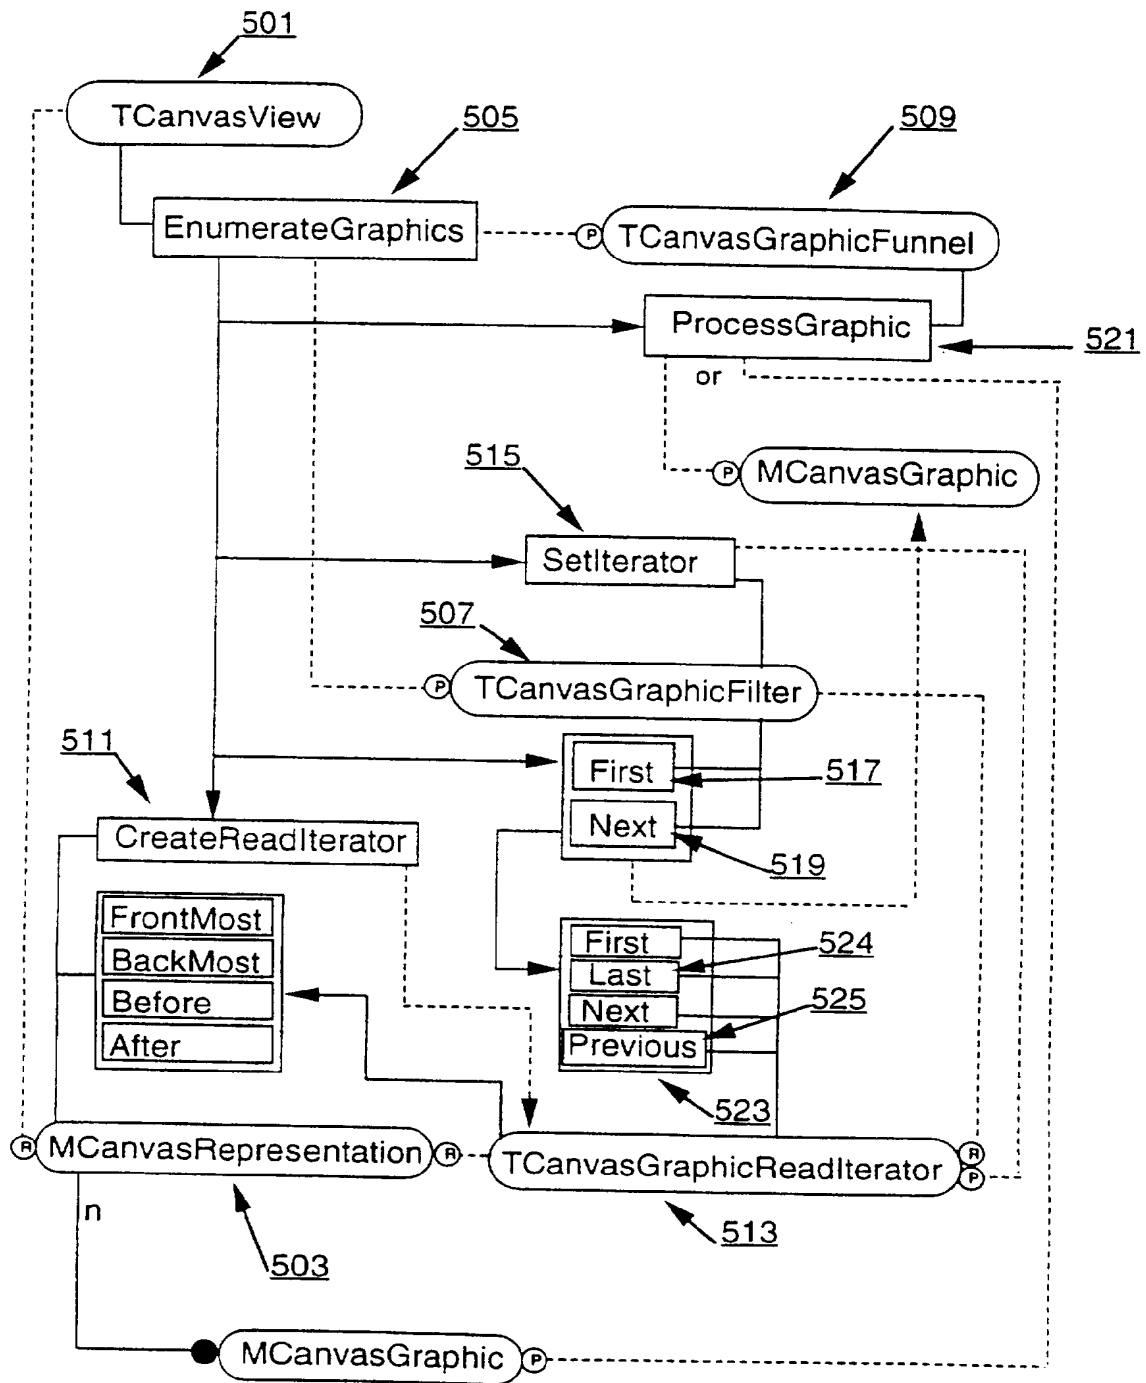 501
TCanvasView
505
509
EnumerateGraphics
P
TCanvasGraphicFunnel
ProcessGraphic
521
or
515
P
MCanvasGraphic
SetIterator
507
P
TCanvasGraphicFilter
511
First
517
CreateReadIterator
Next
519
FrontMost
BackMost
Before
After
First
524
Last
Next
525
Previous
523
R
MCanvasRepresentation
R
TCanvasGraphicReadIterator
R
P
n
503
513
MCanvasGraphic
P